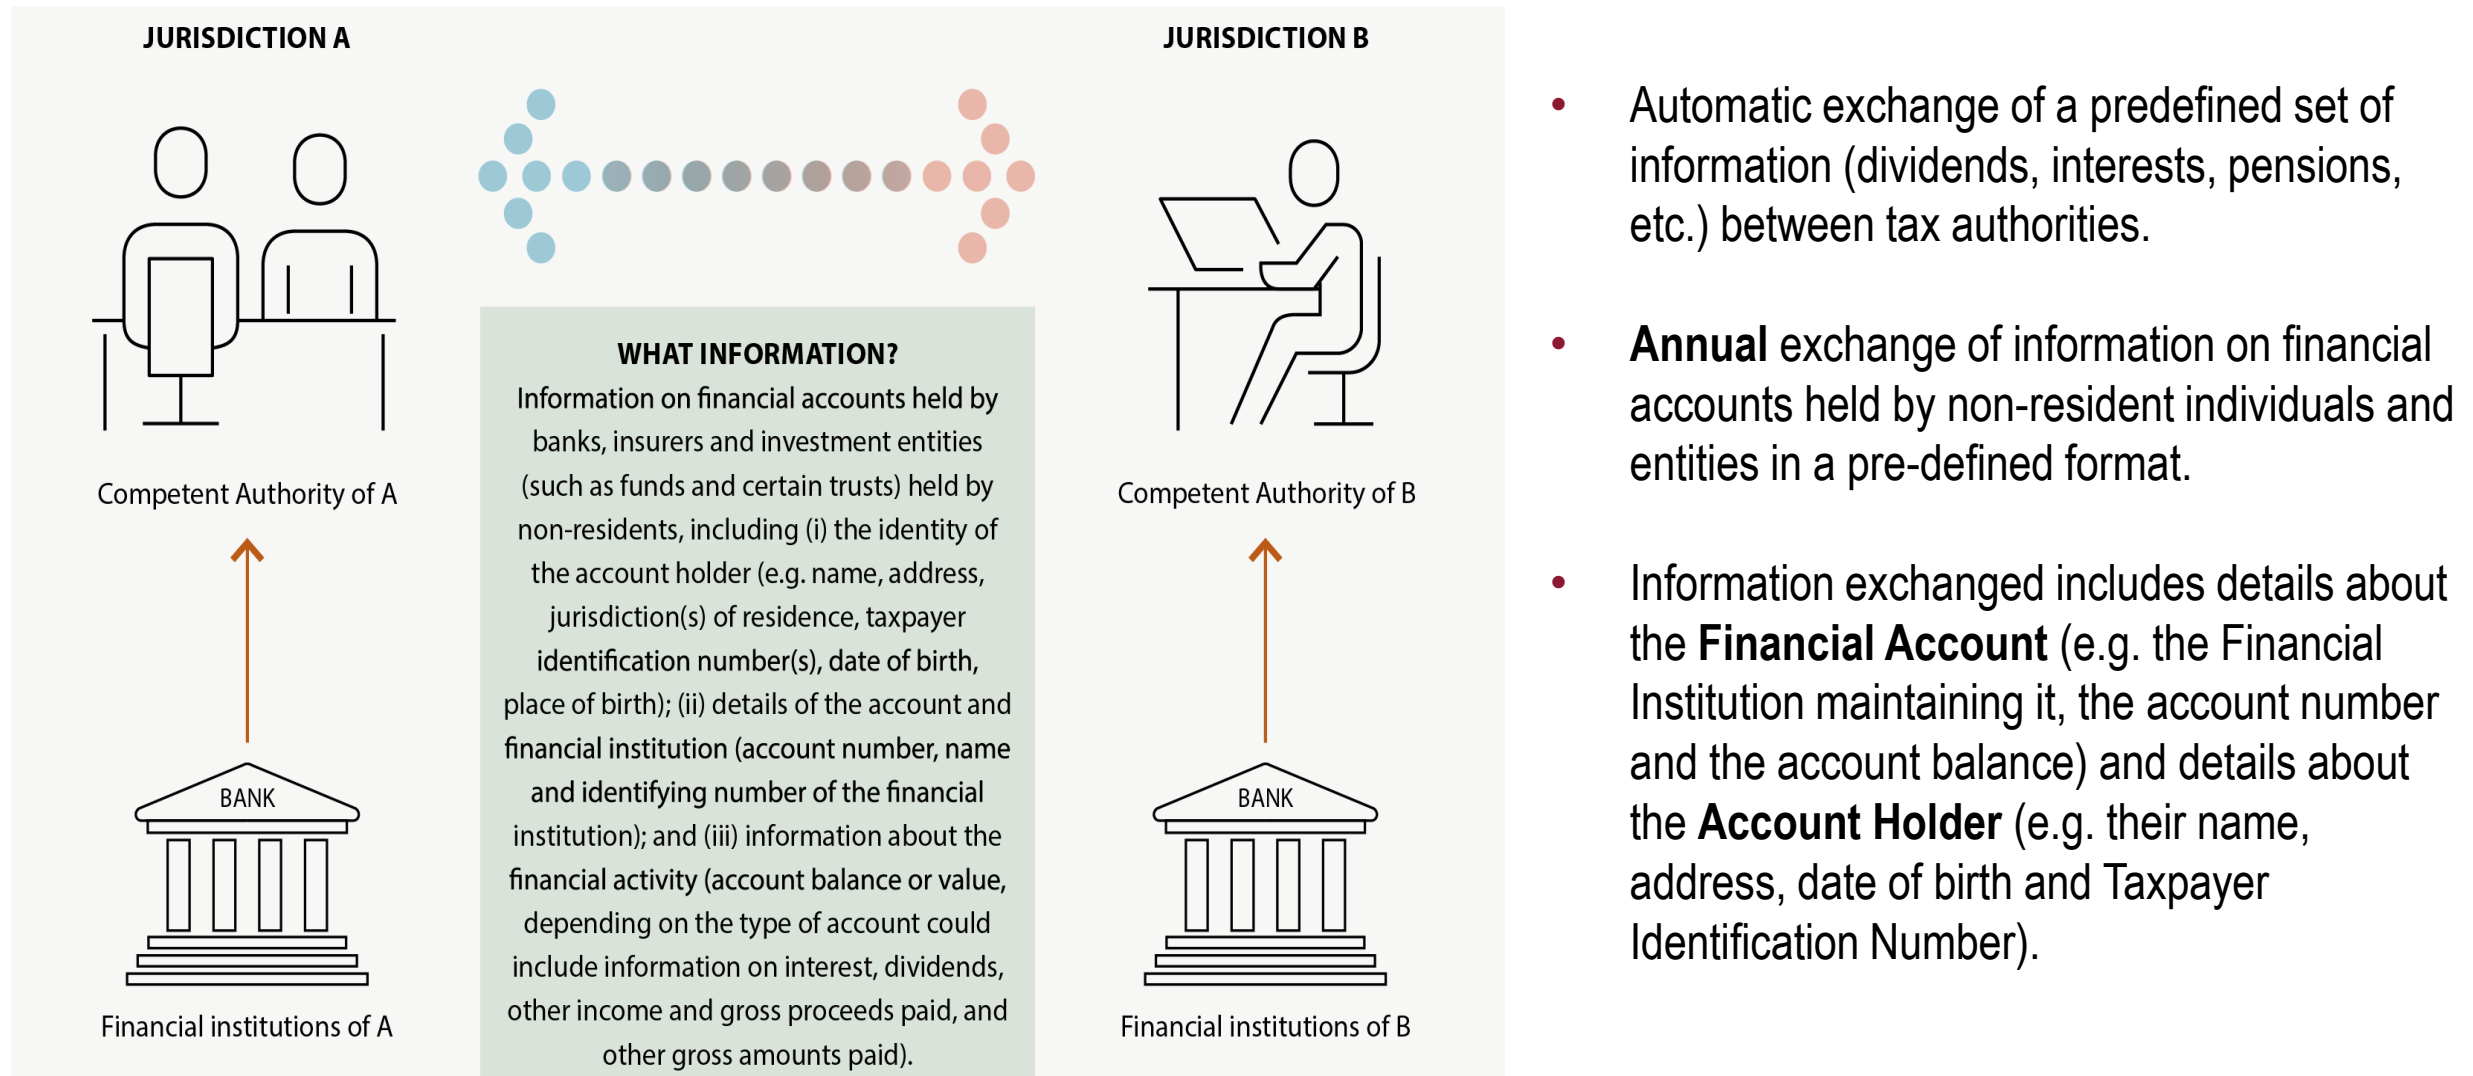 JURISDICTION A
JURISDICTION B
Competent Authority of A
BANK
Financial institutions of A
WHAT INFORMATION?
Information on financial accounts held by
banks, insurers and investment entities
(such as funds and certain trusts) held by
non-residents, including (i) the identity of
the account holder (e.g. name, address,
jurisdiction(s) of residence, taxpayer
identification number(s), date of birth,
place of birth); (ii) details of the account and
financial institution (account number, name
and identifying number of the financial
institution); and (iii) information about the
financial activity (account balance or value,
depending on the type of account could
include information on interest, dividends,
other income and gross proceeds paid, and
other gross amounts paid).
Competent Authority of B
BANK
Financial institutions of B
• Automatic exchange of a predefined set of
information (dividends, interests, pensions,
etc.) between tax authorities.
• Annual exchange of information on financial
accounts held by non-resident individuals and
entities in a pre-defined format.
• Information exchanged includes details about
the Financial Account (e.g. the Financial
Institution maintaining it, the account number
and the account balance) and details about
the Account Holder (e.g. their name,
address, date of birth and Taxpayer
Identification Number).